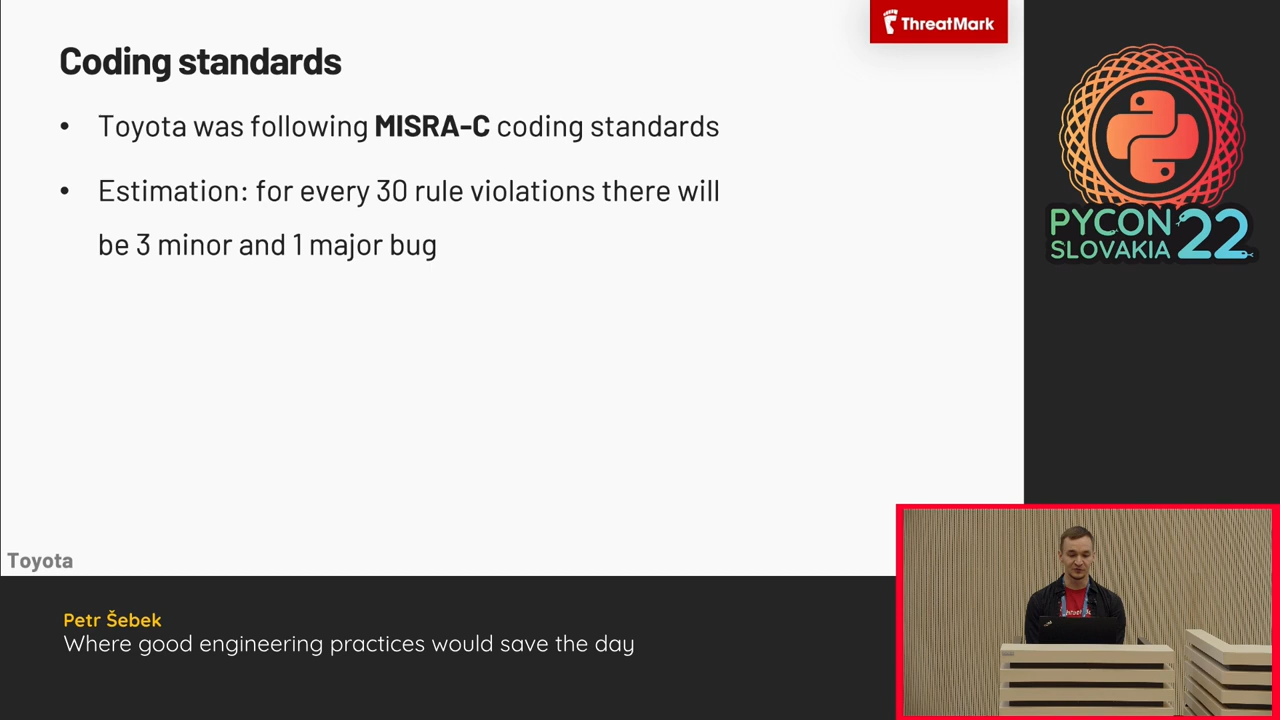 ThreatMark
Coding standards
• Toyota was following MISRA-C coding standards
• Estimation: for every 30 rule violations there will
be 3 minor and 1 major bug
Toyota
PYCON
SLOVAKIA 22
Petr Šebek
Where good engineering practices would save the day